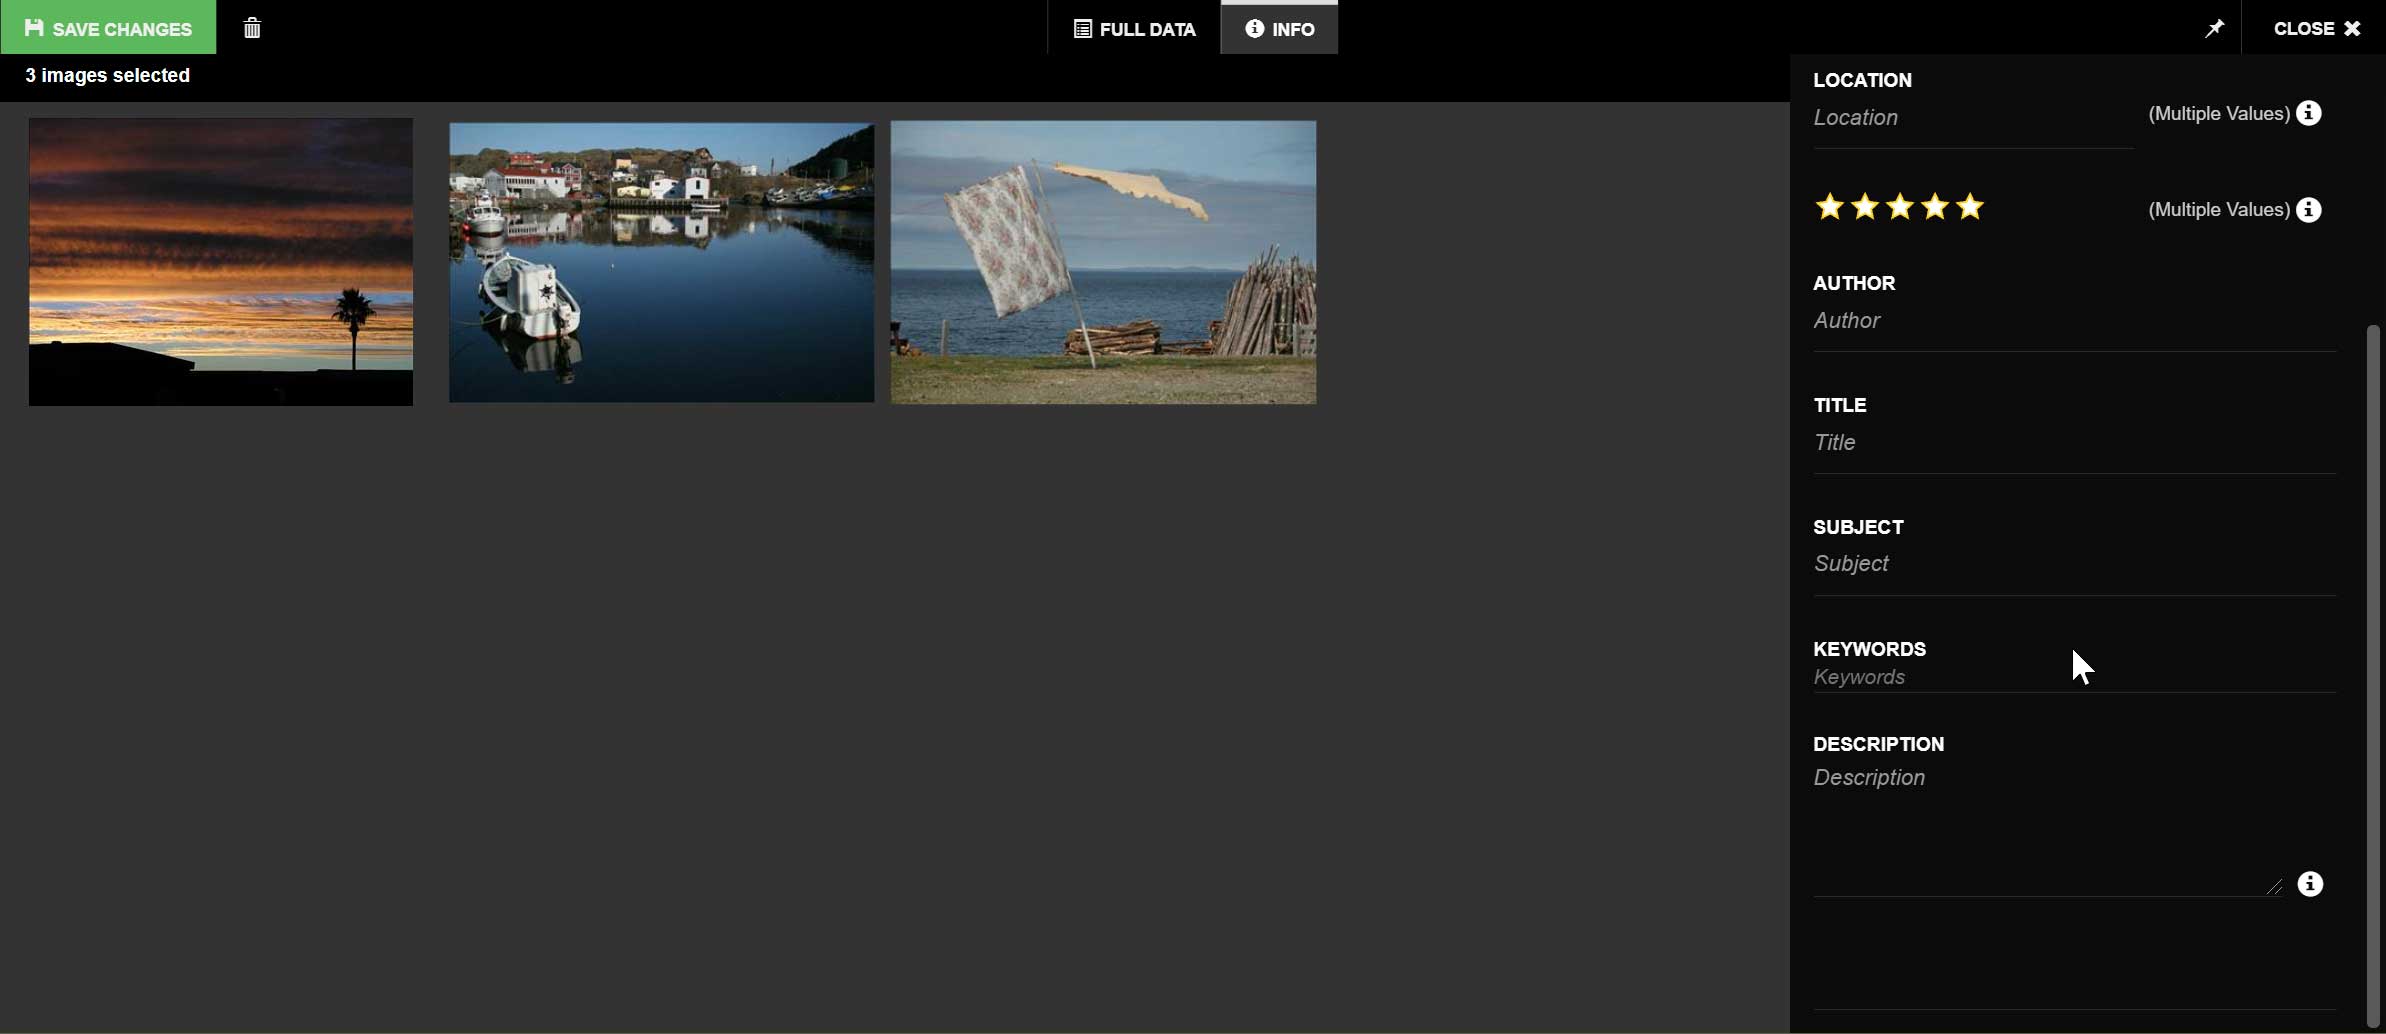 SAVE CHANGES
FULL DATA
INFO
CLOSE
3 images selected
LOCATION
Location
(Multiple Values)
(Multiple Values)
AUTHOR
Author
TITLE
Title
SUBJECT
Subject
KEYWORDS
Keywords
DESCRIPTION
Description